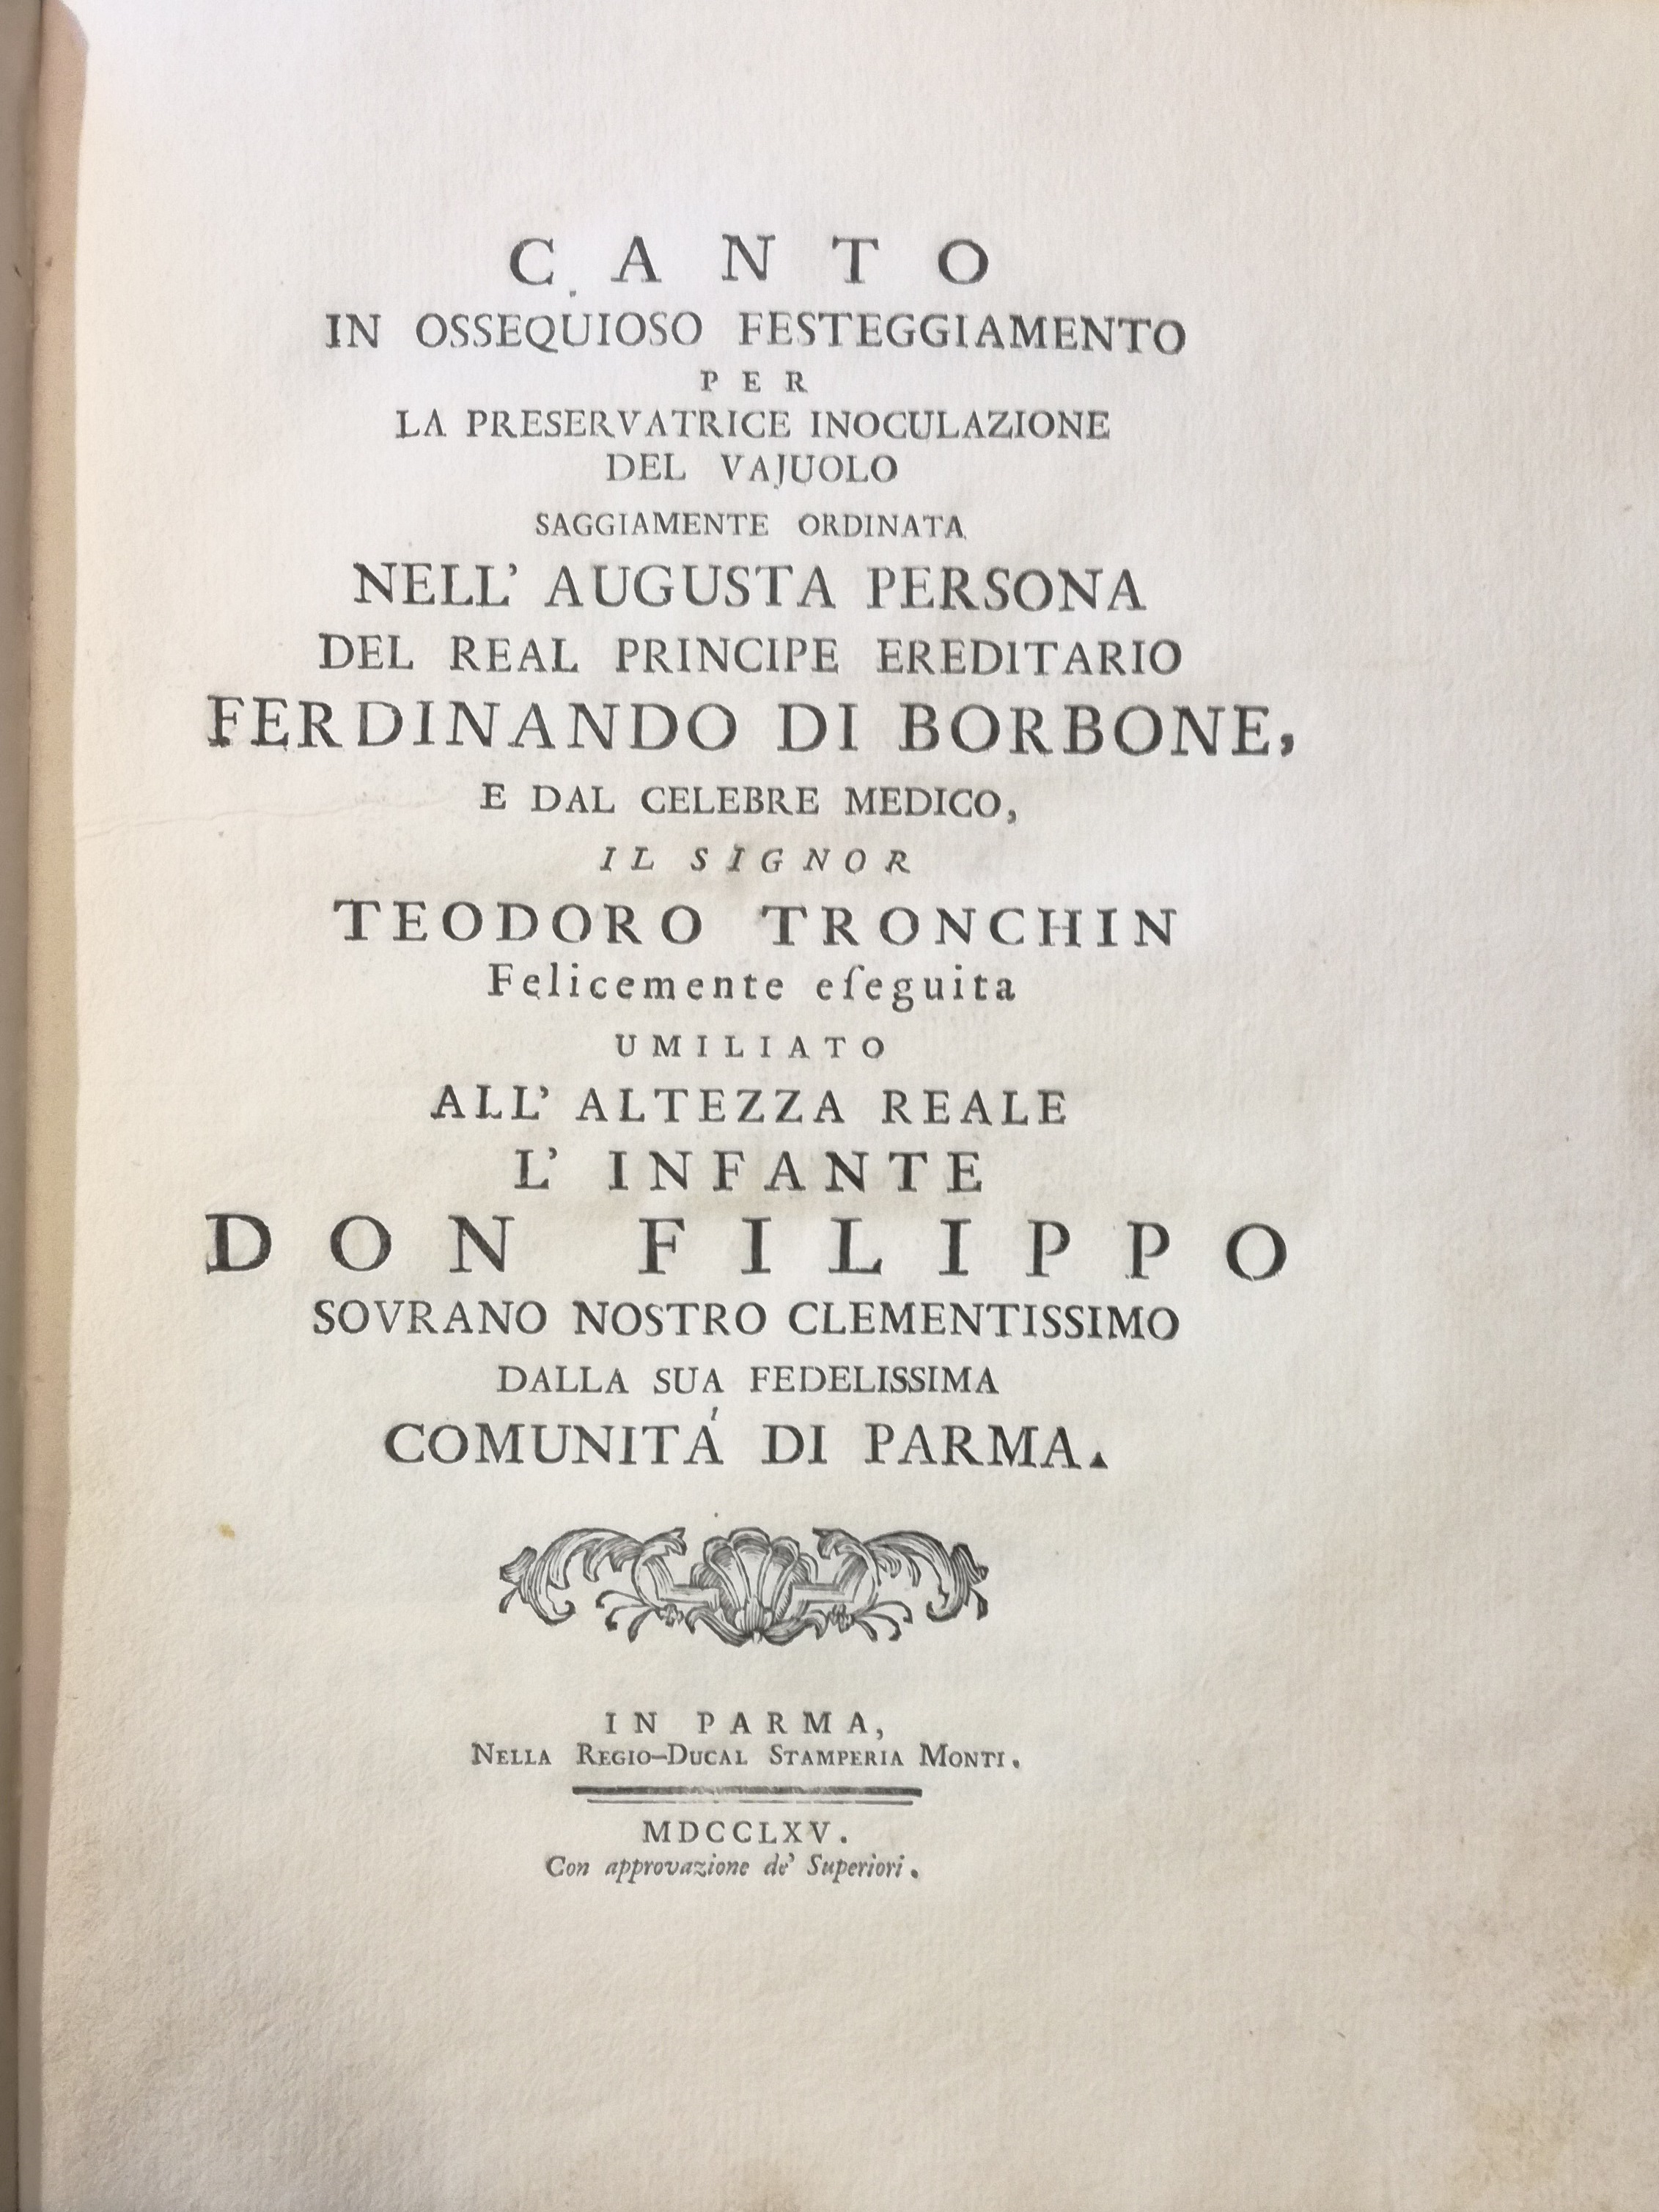 CANTO
IN OSSEQUIOSO FESTEGGIAMENTO
PER
LA PRESERVATRICE INOCULAZIONE
DEL VAJUOLO
SAGGIAMENTE ORDINATA
NELL' AUGUSTA PERSONA
DEL REAL PRINCIPE EREDITARIO
FERDINANDO DI BORBONE,
E DAL CELEBRE MEDICO,
IL SIGNOR
TEODORO TRONCHIN
Felicemente eſeguita
UMILIATO
ALL' ALTEZZA REALE
L' INFANTE
DON FILIPPO
SOVRANO NOSTRO CLEMENTISSIMO
DALLA SUA FEDELISSIMA
COMUNITÁ DI PARMA.
IN PARMA,
NELLA REGIO-DUCAL STAMPERIA MONTI.
MDCCLXV.
Con approvazione de' Superiori.